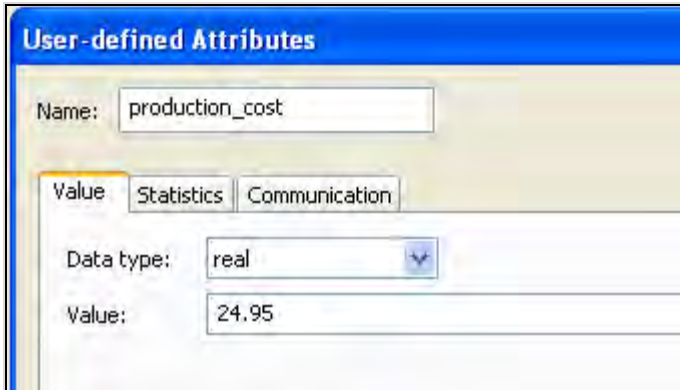 User-defined Attributes
Name: production_cost
Value Statistics Communication
Data type: real
Value: 24.95